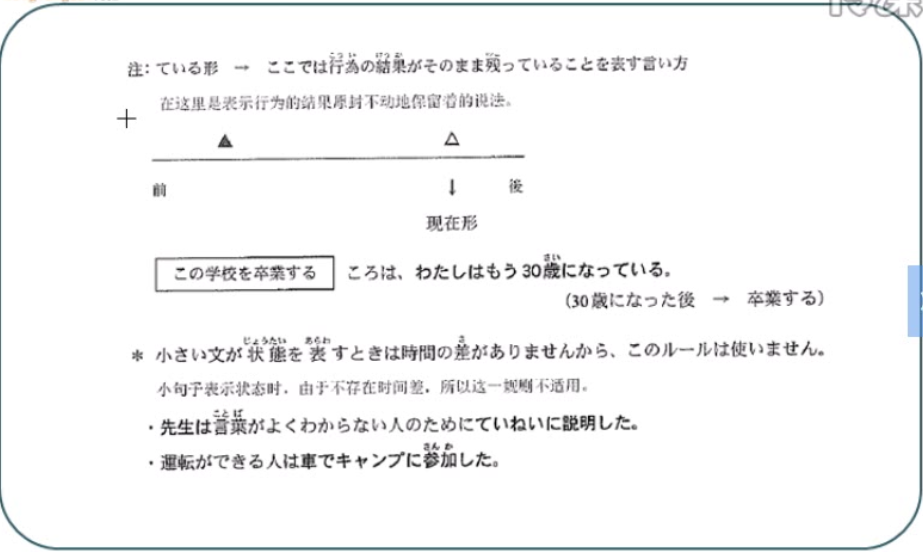 注：ている形　→　ここでは行為の結果がそのまま残っていることを表す言い方
在这里是表示行为的结果原封不动地保留着的说法。
前　↓　後
現在形
この学校を卒業する　ころは、わたしはもう30歳になっている。
（30歳になった後　→　卒業する）
＊ 小さい文が状態を表すときは時間の差がありませんから、このルールは使いません。
小句子表示状态时，由于不存在时间差，所以这一规则不适用。
・先生は言葉がよくわからない人のためにていねいに説明した。
・運転ができる人は車でキャンプに参加した。